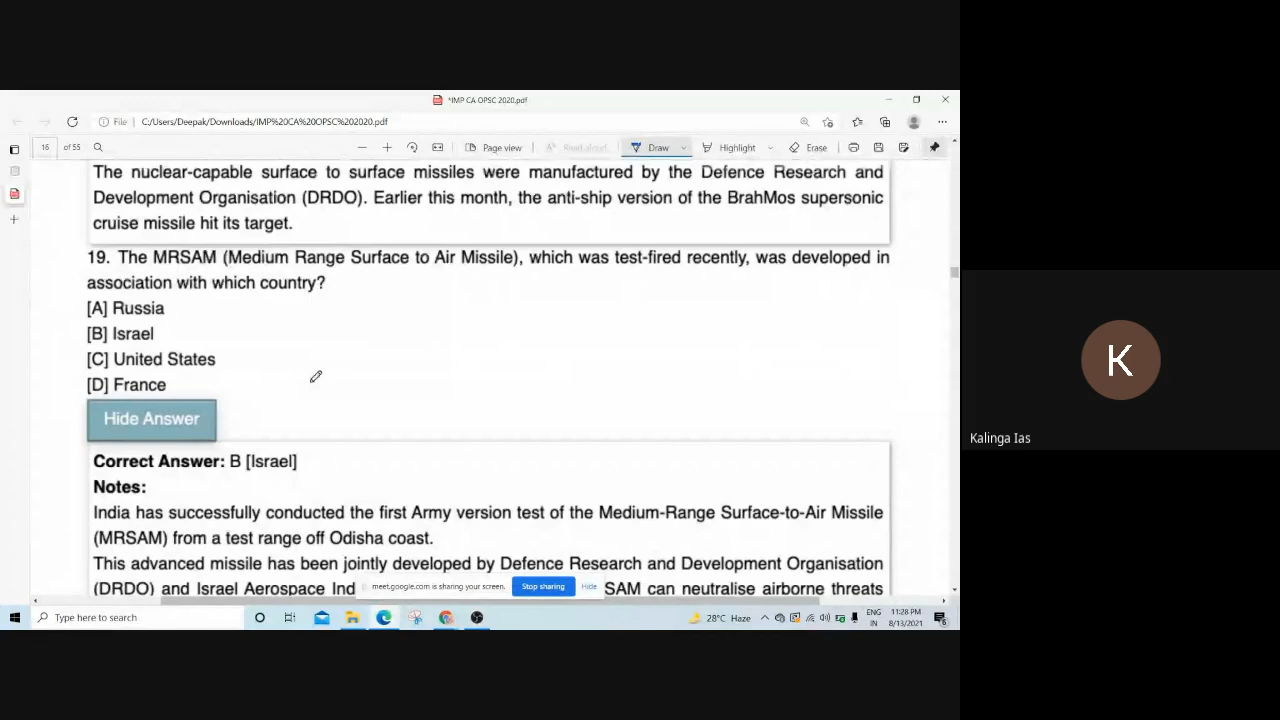 *IMP CA OPSC 2020.pdf
File C:/Users/Deepak/Downloads/IMP%20CA%20OPSC%202020.pdf
16 of 55 Page view Read aloud Draw Highlight Erase
The nuclear-capable surface to surface missiles were manufactured by the Defence Research and
Development Organisation (DRDO). Earlier this month, the anti-ship version of the BrahMos supersonic
cruise missile hit its target.
19. The MRSAM (Medium Range Surface to Air Missile), which was test-fired recently, was developed in
association with which country?
[A] Russia
[B] Israel
[C] United States
[D] France
Hide Answer
Correct Answer: B [Israel]
Notes:
India has successfully conducted the first Army version test of the Medium-Range Surface-to-Air Missile
(MRSAM) from a test range off Odisha coast.
This advanced missile has been jointly developed by Defence Research and Development Organisation
(DRDO) and Israel Aerospace Ind SAM can neutralise airborne threats
meet.google.com is sharing your screen. Stop sharing Hide
Type here to search
28°C Haze
ENG
IN
11:28 PM
8/13/2021
6
K
Kalinga Ias